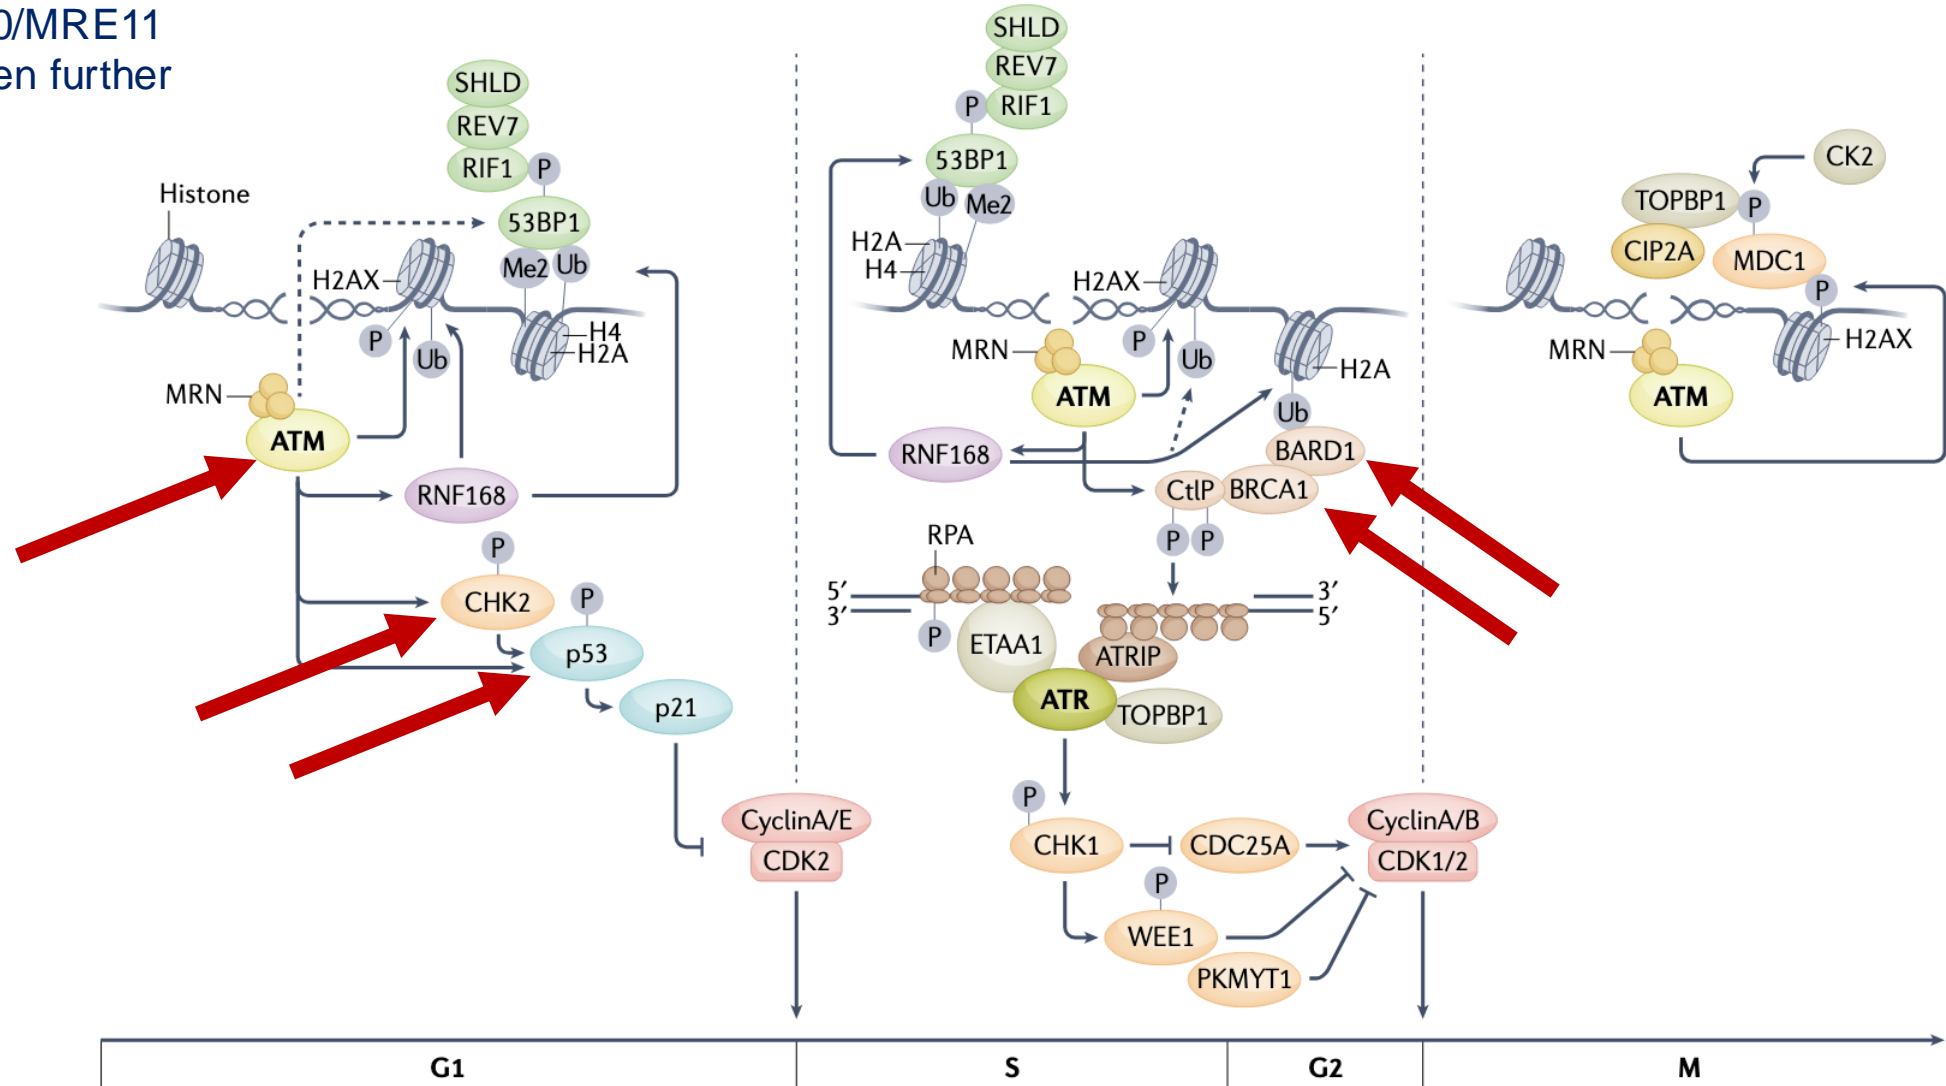 0/MRE11
en further
SHLD
REV7
RIF1
P
53BP1
Me2
Ub
Histone
H2AX
P
Ub
H4
H2A
MRN
ATM
RNF168
P
CHK2
P
p53
p21
CyclinA/E
CDK2
SHLD
REV7
P
RIF1
53BP1
Ub
Me2
H2A
H4
H2AX
MRN
P
Ub
H2A
ATM
Ub
RNF168
BARD1
CtIP
BRCA1
P
P
RPA
5′
3′
3′
5′
P
ETAA1
ATRIP
ATR
TOPBP1
P
CHK1
CDC25A
P
WEE1
PKMYT1
CyclinA/B
CDK1/2
CK2
TOPBP1
P
CIP2A
MDC1
P
MRN
H2AX
ATM
G1
S
G2
M